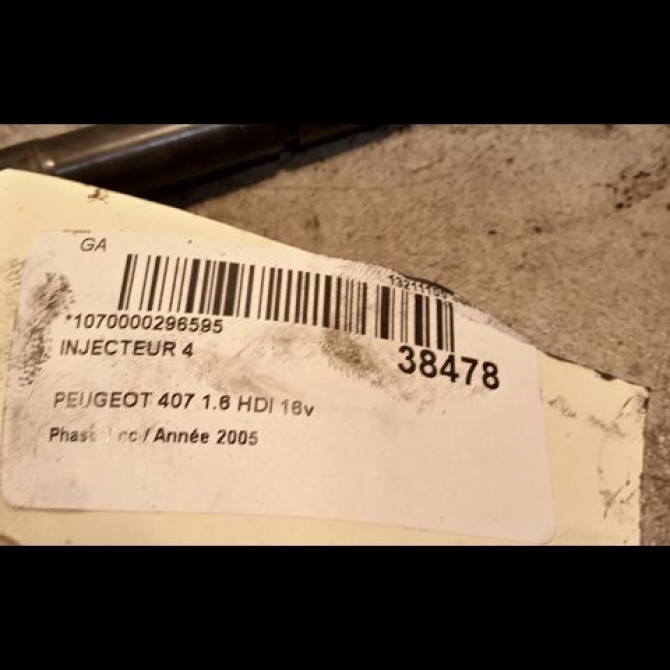 GA
*1070000296595
INJECTEUR 4
38478
PEUGEOT 407 1.6 HDI 16v
/ Année 2005